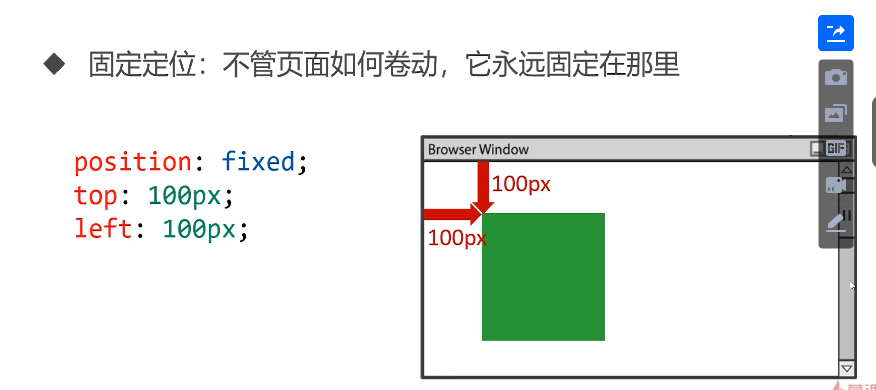 固定定位：不管页面如何卷动，它永远固定在那里
position: fixed;
top: 100px;
left: 100px;
Browser Window
GIF
100px
100px